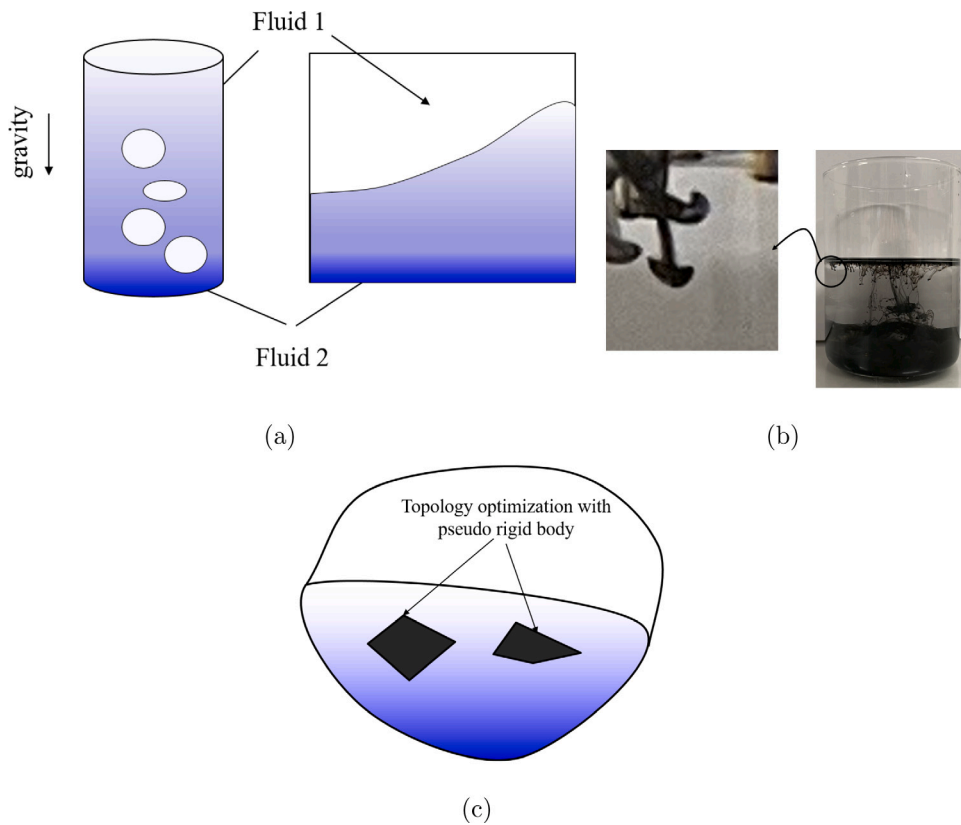 Fluid 1
gravity
Fluid 2
(a)
(b)
Topology optimization with
pseudo rigid body
(c)